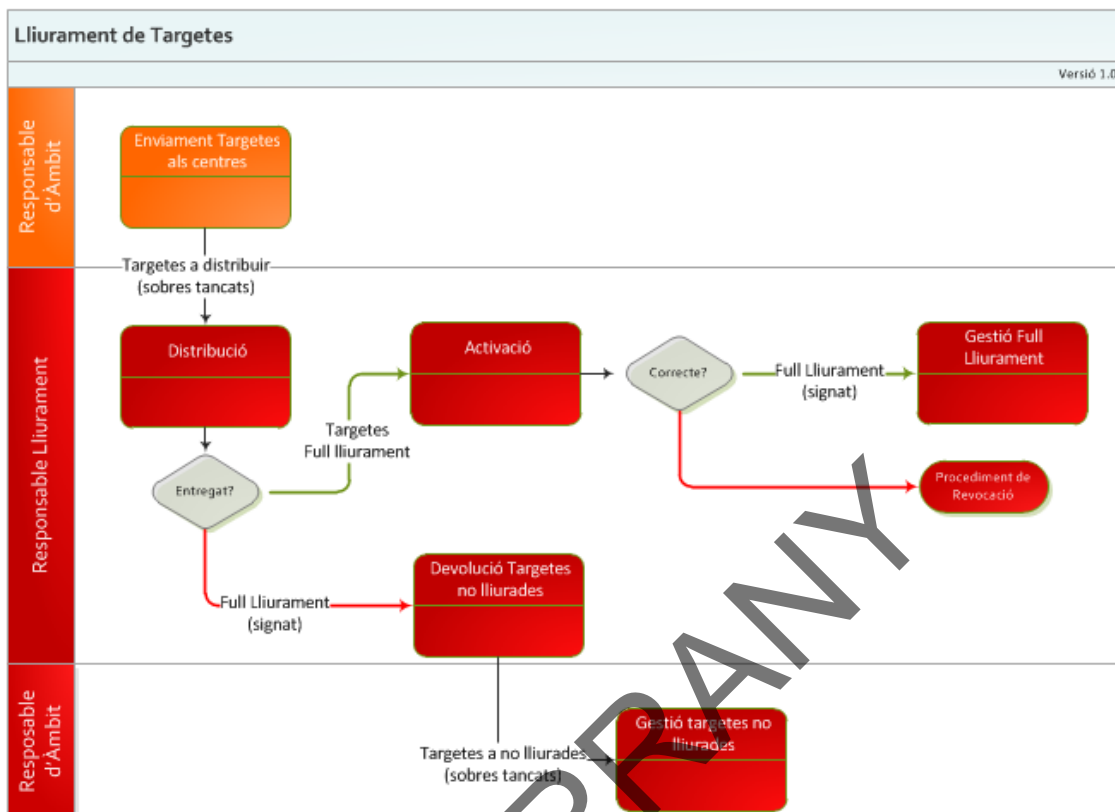 Lliurament de Targetes
Versió 1.0
Responsable
d'Àmbit
Enviament Targetes
als centres
Targetes a distribuir
(sobres tancats)
Responsable Lliurament
Distribució
Activació
Correcte?
Full Lliurament
(signat)
Gestió Full
Lliurament
Targetes
Full lliurament
Entregat?
Procediment de
Revocació
Full Lliurament
(signat)
Devolució Targetes
no lliurades
Resposable
d'Àmbit
Targetes a no lliurades
(sobres tancats)
Gestió targetes no
lliurades
PRANY